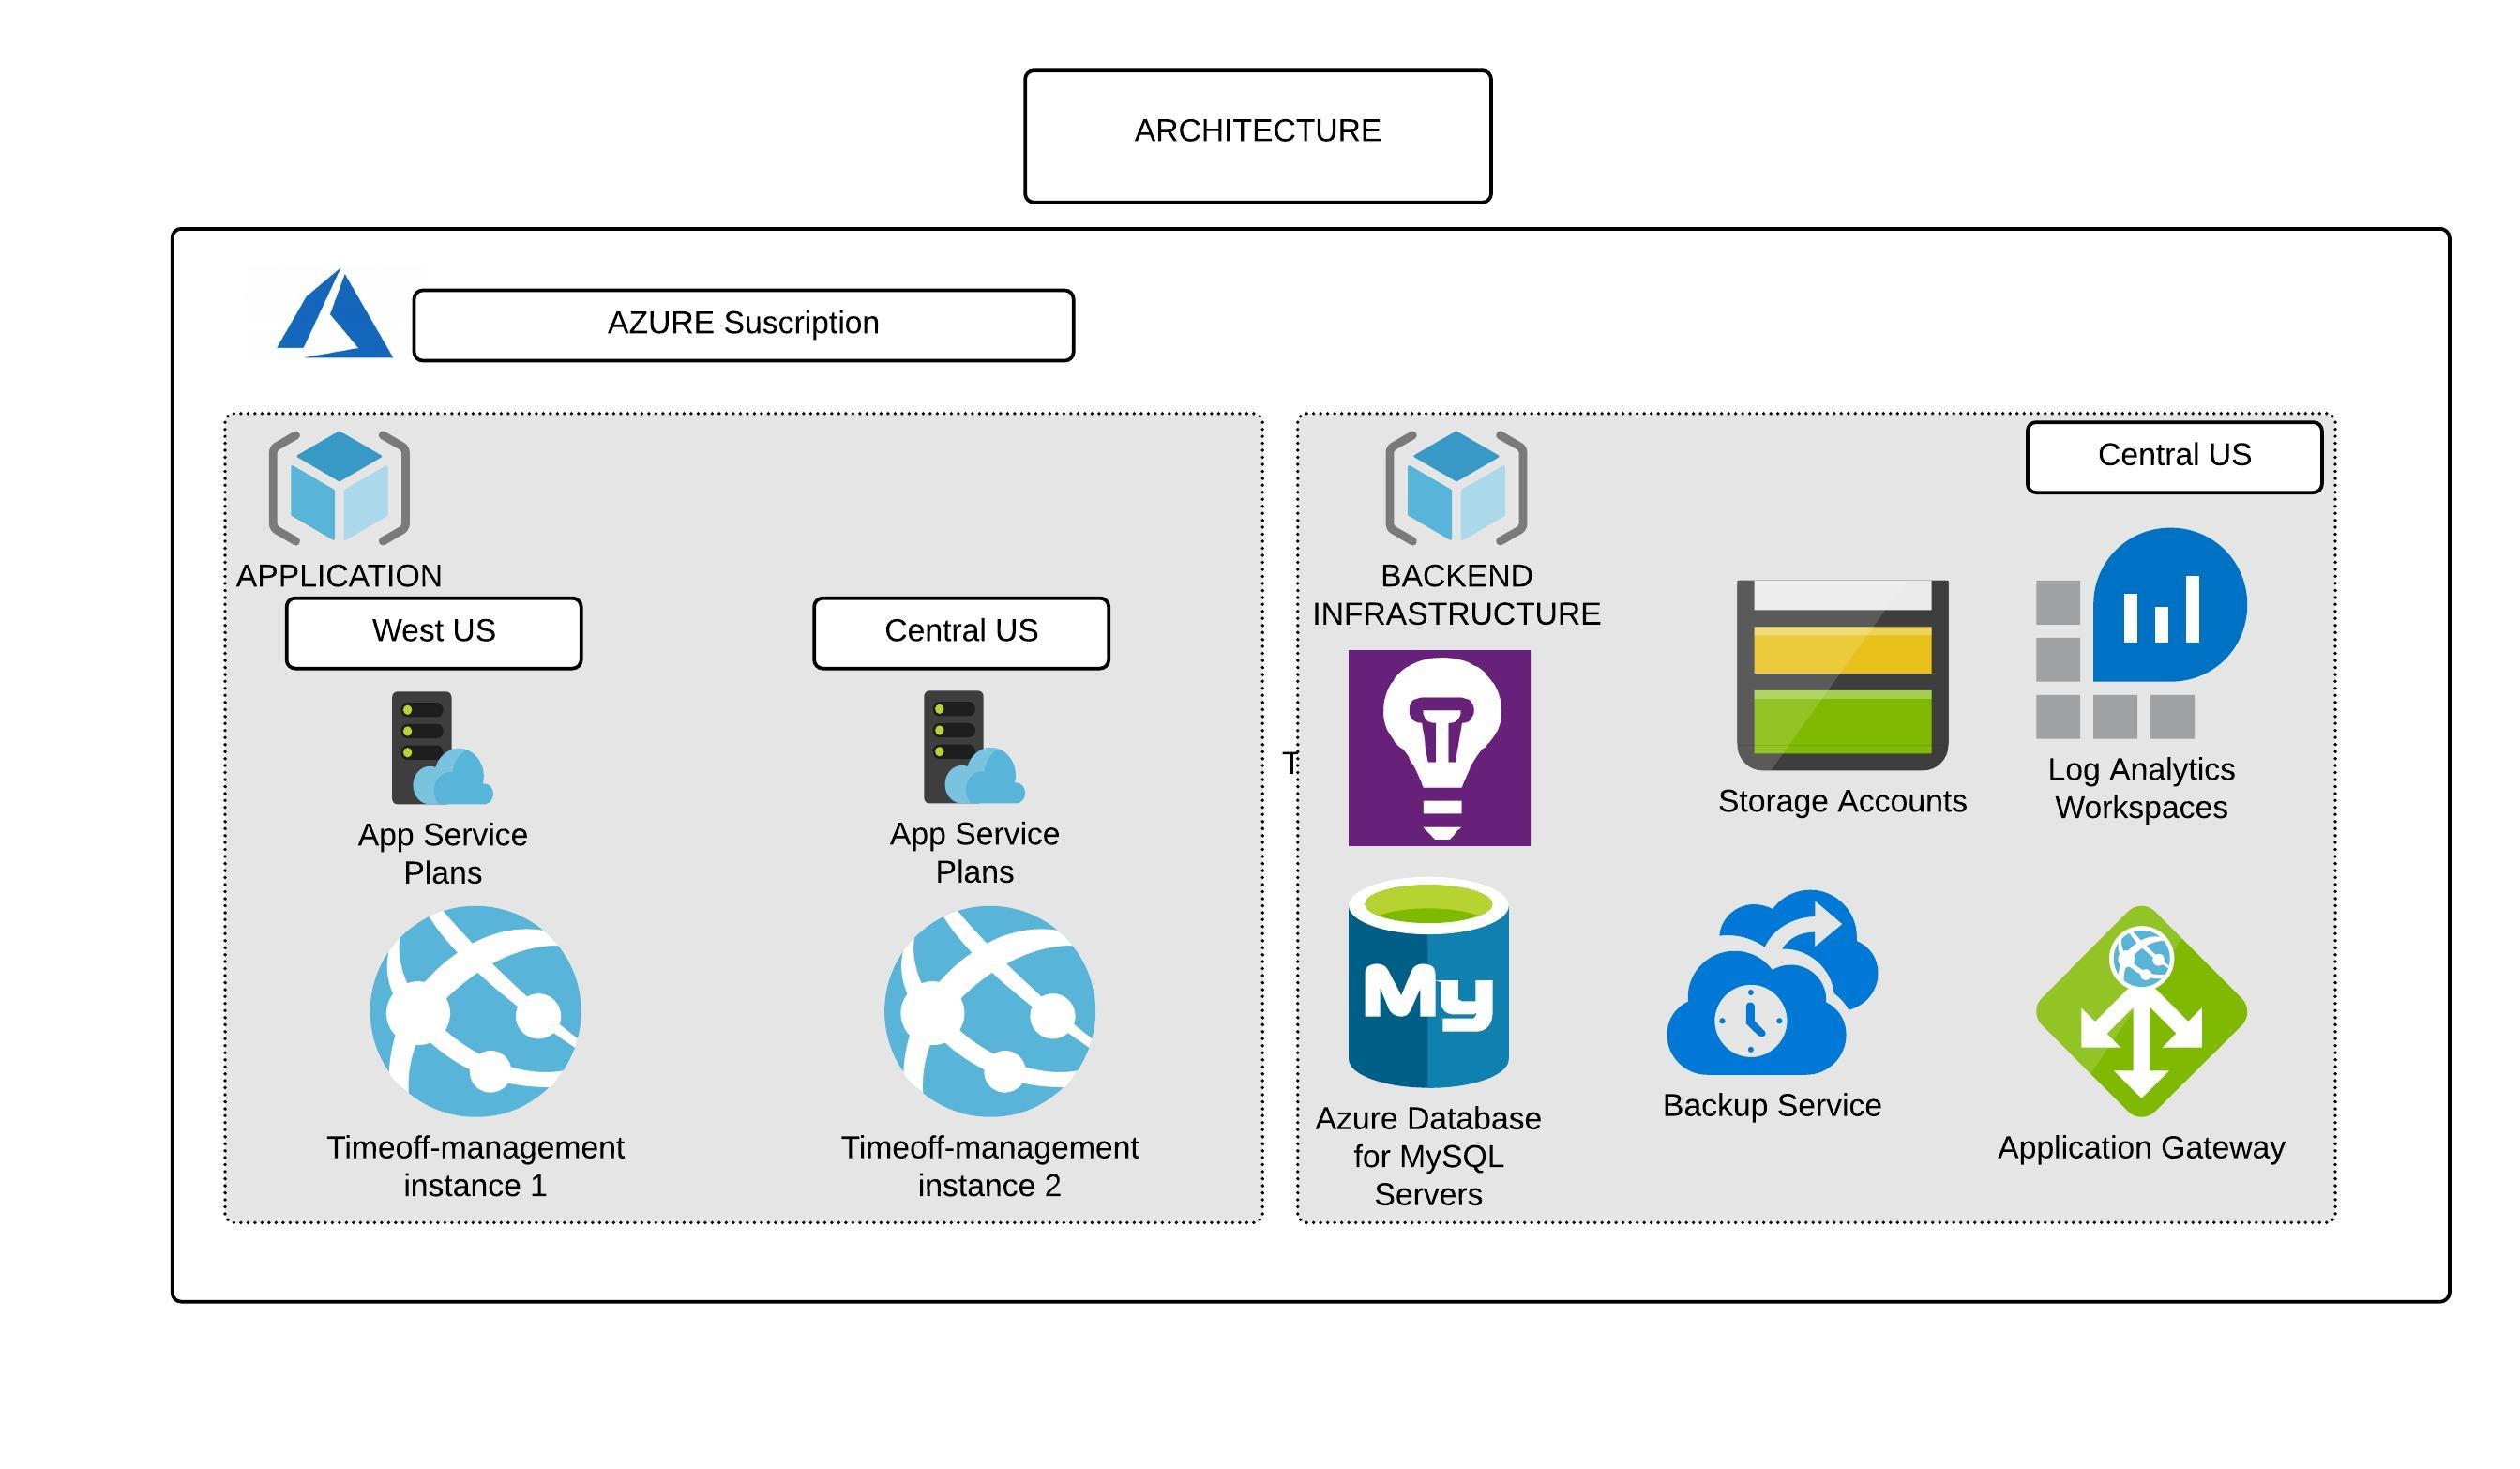 ARCHITECTURE
AZURE Suscription
APPLICATION
West US
Central US
App Service
Plans
App Service
Plans
Timeoff-management
instance 1
Timeoff-management
instance 2
T
Central US
BACKEND
INFRASTRUCTURE
Storage Accounts
Log Analytics
Workspaces
My
Azure Database
for MySQL
Servers
Backup Service
Application Gateway